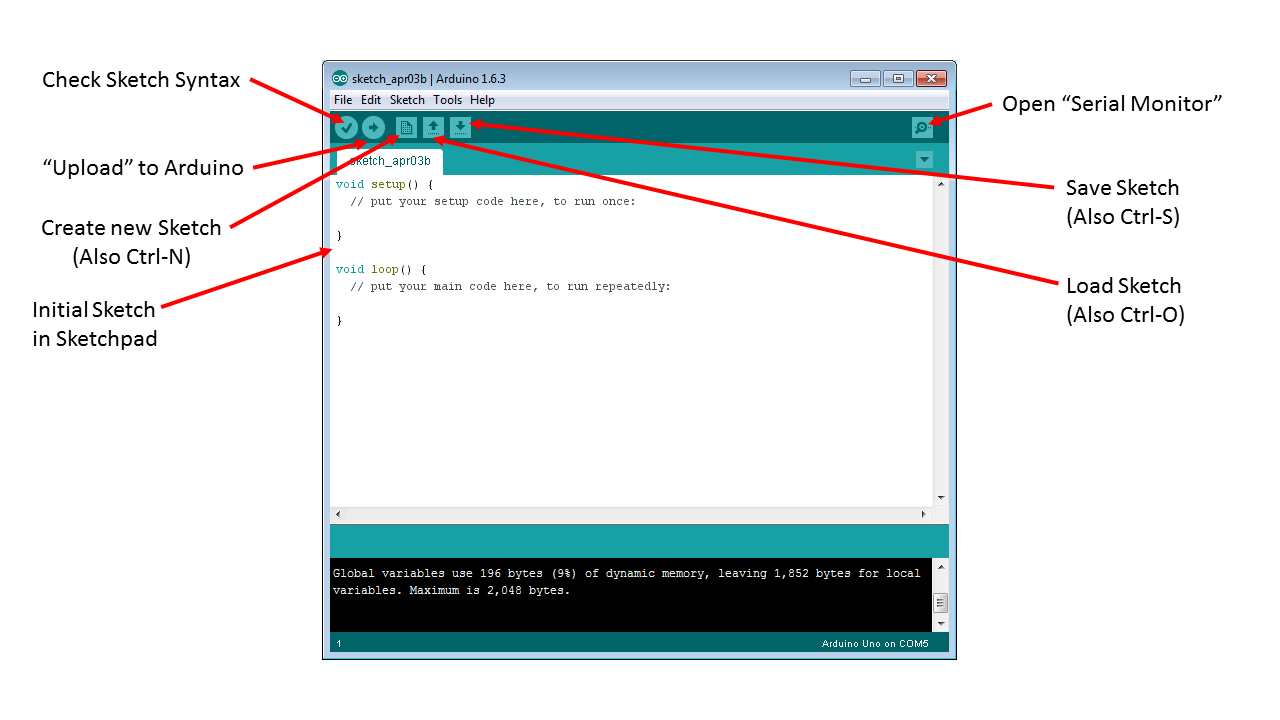 Check Sketch Syntax
“Upload” to Arduino
Create new Sketch
(Also Ctrl-N)
Initial Sketch
in Sketchpad
sketch_apr03b | Arduino 1.6.3
File Edit Sketch Tools Help
sketch_apr03b
void setup() {
  // put your setup code here, to run once:
}
void loop() {
  // put your main code here, to run repeatedly:
}
Global variables use 196 bytes (9%) of dynamic memory, leaving 1,852 bytes for local
variables. Maximum is 2,048 bytes.
1
Arduino Uno on COM5
Open “Serial Monitor”
Save Sketch
(Also Ctrl-S)
Load Sketch
(Also Ctrl-O)